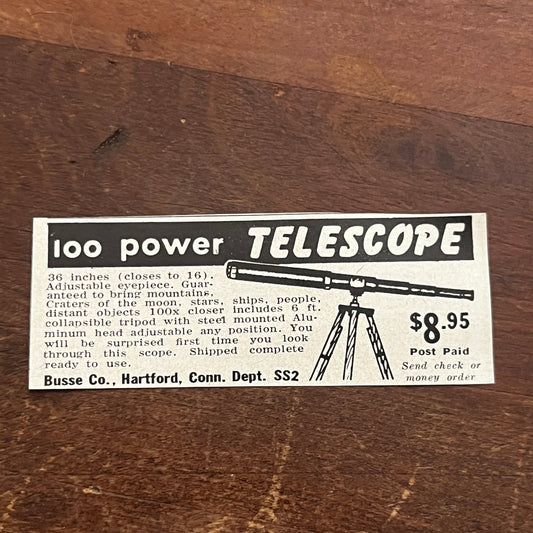 100 power TELESCOPE
36 inches (closes to 16).
Adjustable eyepiece. Guar-
anteed to bring mountains,
Craters of the moon, stars, ships, people,
distant objects 100x closer includes 6 ft.
collapsible tripod with steel mounted Alu-
minum head adjustable any position. You
will be surprised first time you look
through this scope. Shipped complete
ready to use.
$8.95
Post Paid
Send check or
money order
Busse Co., Hartford, Conn. Dept. SS2